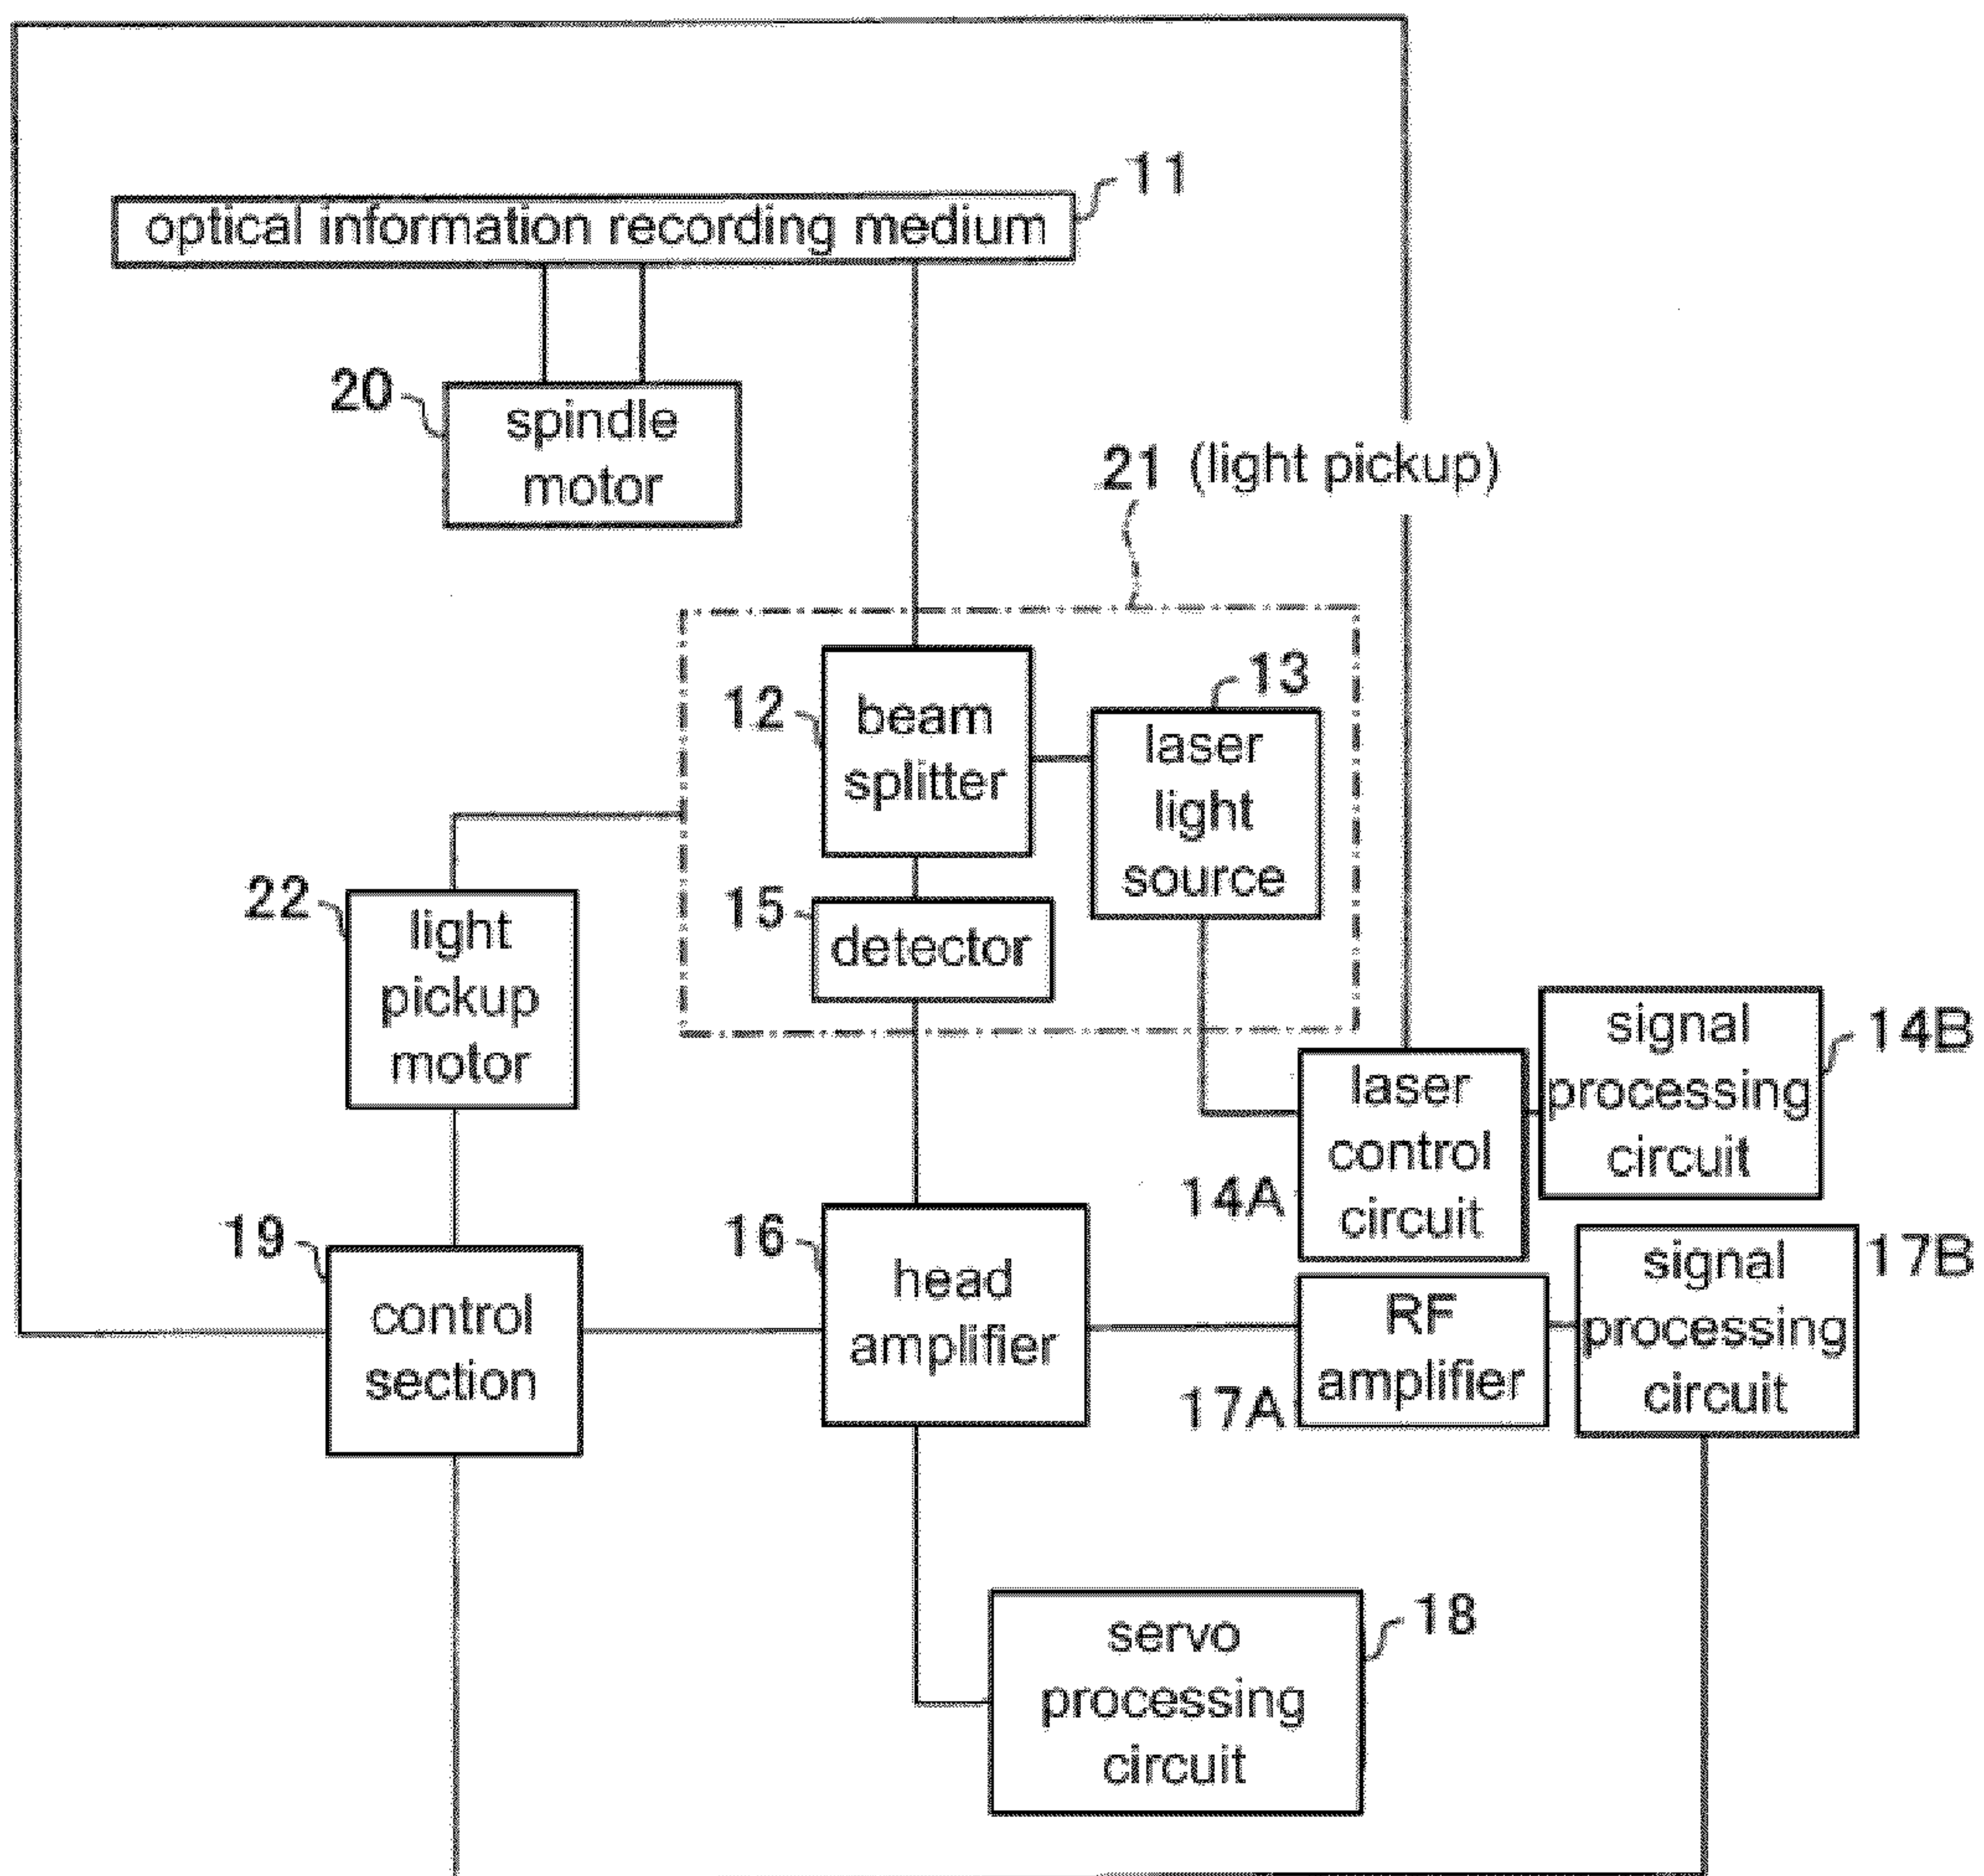 11
optical information recording medium
20
spindle
motor
21 (light pickup)
12
beam
splitter
13
laser
light
source
15
detector
22
light
pickup
motor
14A
laser
control
circuit
14B
signal
processing
circuit
19
control
section
16
head
amplifier
17A
RF
amplifier
17B
signal
processing
circuit
18
servo
processing
circuit